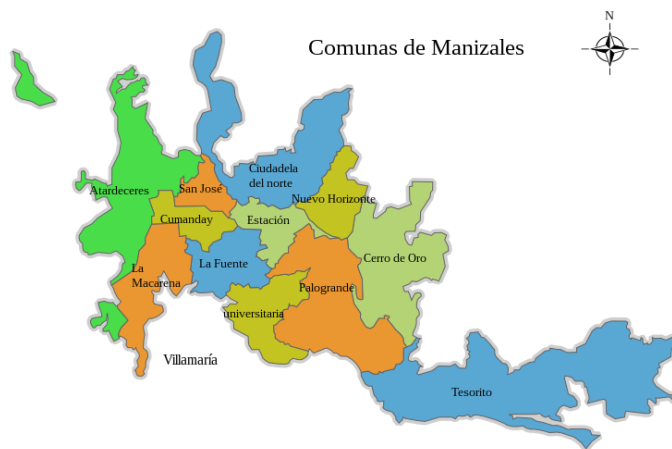 N
Comunas de Manizales
Ciudadela
del norte
Atardeceres
San José
Nuevo Horizonte
Cumanday
Estación
La Fuente
Cerro de Oro
La
Macarena
Palogrande
universitaria
Villamaría
Tesorito